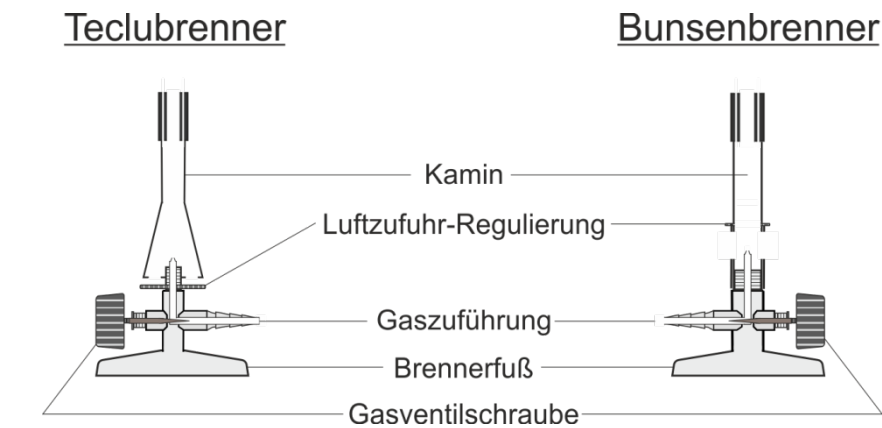 Teclubrenner
Bunsenbrenner
Kamin
Luftzufuhr-Regulierung
Gaszuführung
Brennerfuß
Gasventilschraube